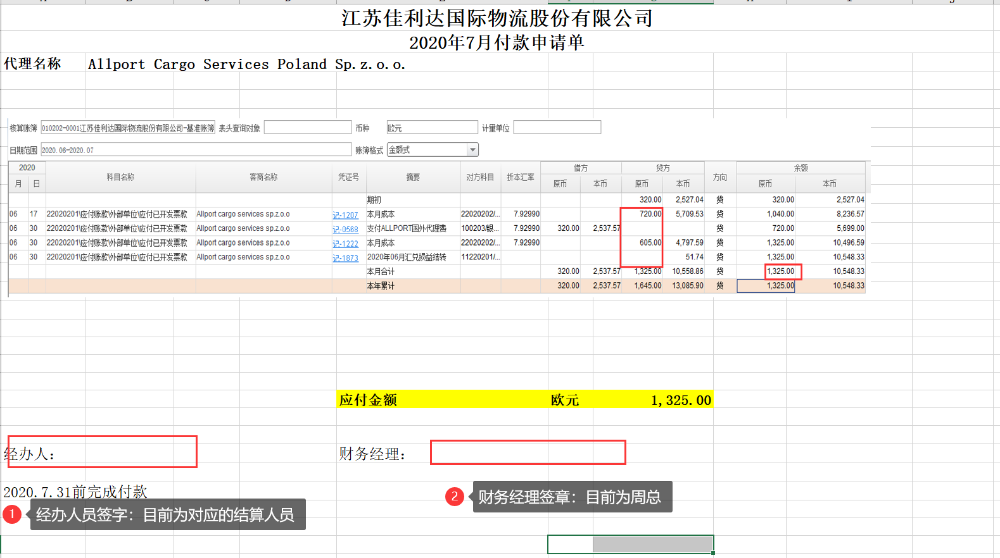 江苏佳利达国际物流股份有限公司
2020年7月付款申请单
代理名称 Allport Cargo Services Poland Sp.z.o.o.
核算账簿 010202-0001江苏佳利达国际物流股份有限公司-基准账簿 表头查询对象 币种 欧元 计量单位
日期范围 2020.06-2020.07 账簿格式 金额式
2020 科目名称 客商名称 凭证号 摘要 对方科目 折本汇率 借方 贷方 方向 余额
月 日 原币 本币 原币 本币 原币 本币
期初 320.00 2,527.04 贷 320.00 2,527.04
06 17 22020201\应付账款\外部单位\应付已开发票款 Allport cargo services sp.z.o.o 记-1207 本月成本 22020202/... 7.92990 720.00 5,709.53 贷 1,040.00 8,236.57
06 30 22020201\应付账款\外部单位\应付已开发票款 Allport cargo services sp.z.o.o 记-0568 支付ALLPORT国外代理费 100203/银... 7.92990 320.00 2,537.57 贷 720.00 5,699.00
06 30 22020201\应付账款\外部单位\应付已开发票款 Allport cargo services sp.z.o.o 记-1222 本月成本 22020202/... 7.92990 605.00 4,797.59 贷 1,325.00 10,496.59
06 30 22020201\应付账款\外部单位\应付已开发票款 Allport cargo services sp.z.o.o 记-1873 2020年06月汇兑损益结转 11220201/... 51.74 贷 1,325.00 10,548.33
本月合计 320.00 2,537.57 1,325.00 10,558.86 贷 1,325.00 10,548.33
本年累计 320.00 2,537.57 1,645.00 13,085.90 贷 1,325.00 10,548.33
应付金额 欧元 1,325.00
经办人： 财务经理：
2020.7.31前完成付款
2 财务经理签章：目前为周总
1 经办人员签字：目前为对应的结算人员